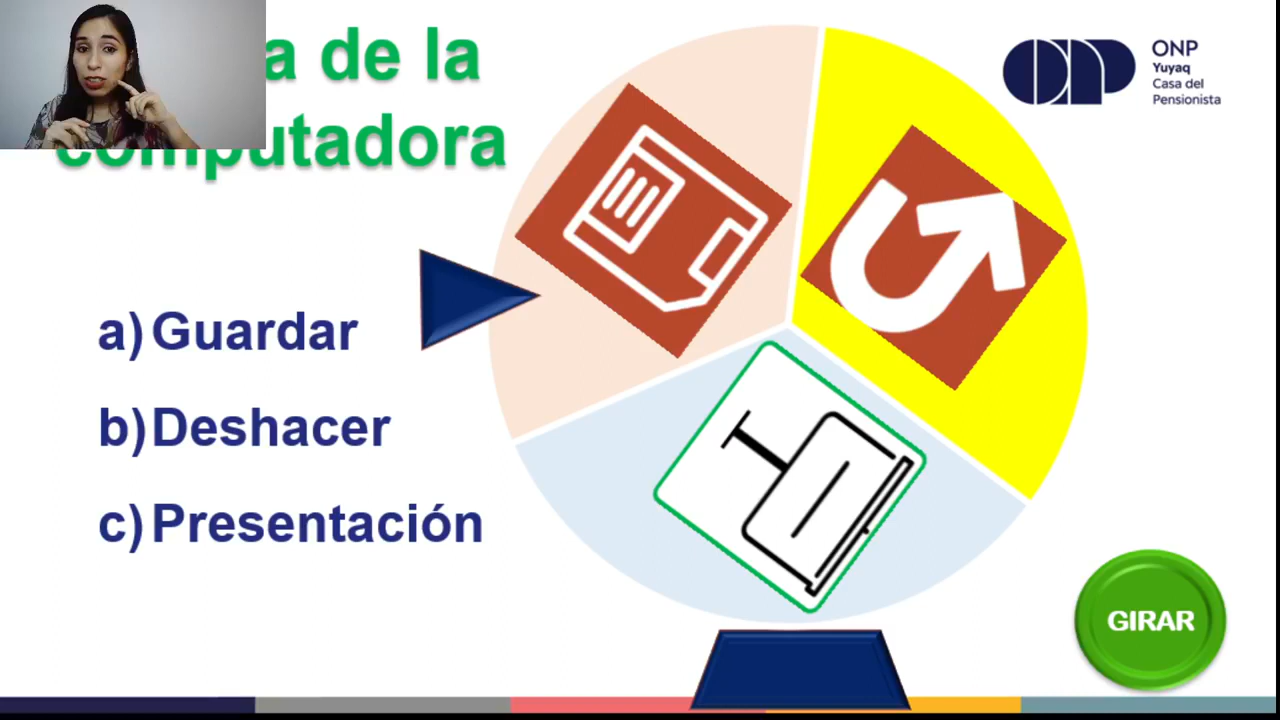 a de la
computadora
ONP
Yuyaq
Casa del
Pensionista
a) Guardar
b) Deshacer
c) Presentación
GIRAR